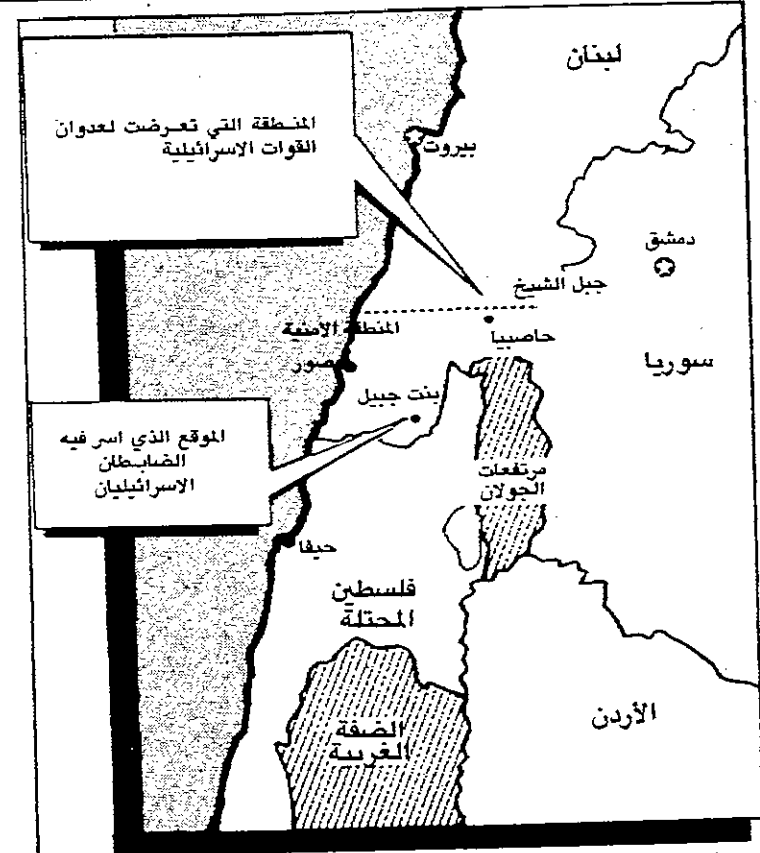 لبنان
المنطقة التي تعرضت لعدوان
القوات الاسرائيلية
بيروت
دمشق
جبل الشيخ
المنطقة الأمنية
حاصبيا
صور
سوريا
بنت جبيل
الموقع الذي اسر فيه
الضابطان
الاسرائيليان
مرتفعات
الجولان
حيفا
فلسطين
المحتلة
الأردن
الضفة
الغربية